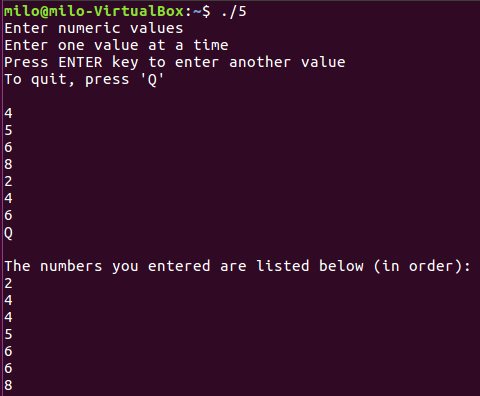 milo@milo-VirtualBox:~$ ./5
Enter numeric values
Enter one value at a time
Press ENTER key to enter another value
To quit, press 'Q'
4
5
6
8
2
4
6
Q
The numbers you entered are listed below (in order):
2
4
4
5
6
6
8